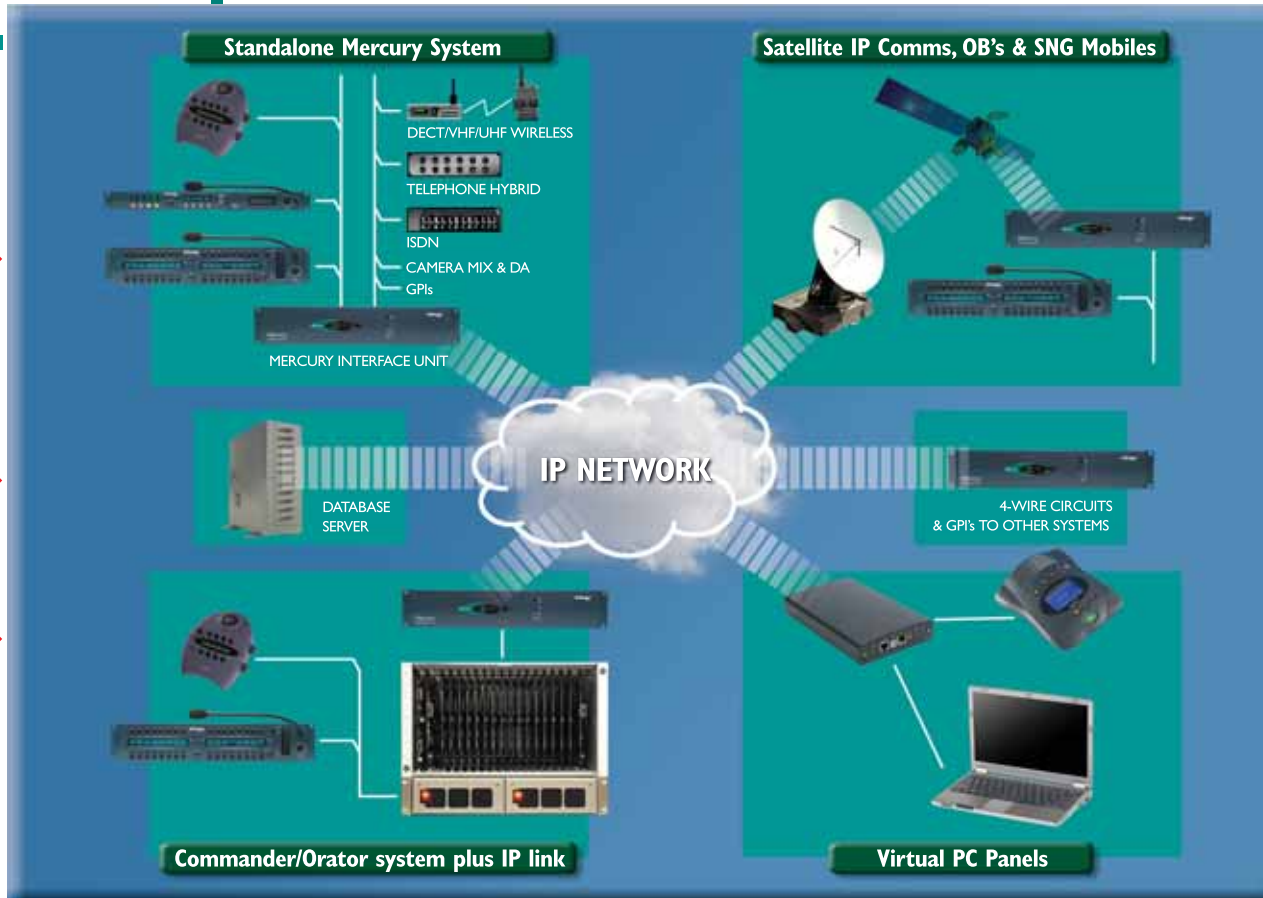 Standalone Mercury System
Satellite IP Comms, OB's & SNG Mobiles
DECT/VHF/UHF WIRELESS
TELEPHONE HYBRID
ISDN
CAMERA MIX & DA
GPIs
MERCURY INTERFACE UNIT
IP NETWORK
DATABASE
SERVER
4-WIRE CIRCUITS
& GPI's TO OTHER SYSTEMS
Commander/Orator system plus IP link
Virtual PC Panels